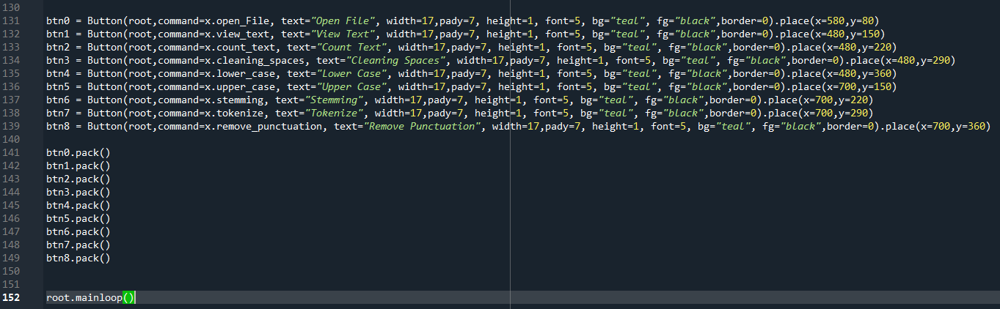 130
131 btn0 = Button(root,command=x.open_File, text="Open File", width=17,pady=7, height=1, font=5, bg="teal", fg="black",border=0).place(x=580,y=80)
132 btn1 = Button(root,command=x.view_text, text="View Text", width=17,pady=7, height=1, font=5, bg="teal", fg="black",border=0).place(x=480,y=150)
133 btn2 = Button(root,command=x.count_text, text="Count Text", width=17,pady=7, height=1, font=5, bg="teal", fg="black",border=0).place(x=480,y=220)
134 btn3 = Button(root,command=x.cleaning_spaces, text="Cleaning Spaces", width=17,pady=7, height=1, font=5, bg="teal", fg="black",border=0).place(x=480,y=290)
135 btn4 = Button(root,command=x.lower_case, text="Lower Case", width=17,pady=7, height=1, font=5, bg="teal", fg="black",border=0).place(x=480,y=360)
136 btn5 = Button(root,command=x.upper_case, text="Upper Case", width=17,pady=7, height=1, font=5, bg="teal", fg="black",border=0).place(x=700,y=150)
137 btn6 = Button(root,command=x.stemming, text="Stemming", width=17,pady=7, height=1, font=5, bg="teal", fg="black",border=0).place(x=700,y=220)
138 btn7 = Button(root,command=x.tokenize, text="Tokenize", width=17,pady=7, height=1, font=5, bg="teal", fg="black",border=0).place(x=700,y=290)
139 btn8 = Button(root,command=x.remove_punctuation, text="Remove Punctuation", width=17,pady=7, height=1, font=5, bg="teal", fg="black",border=0).place(x=700,y=360)
140
141 btn0.pack()
142 btn1.pack()
143 btn2.pack()
144 btn3.pack()
145 btn4.pack()
146 btn5.pack()
147 btn6.pack()
148 btn7.pack()
149 btn8.pack()
150
151
152 root.mainloop()